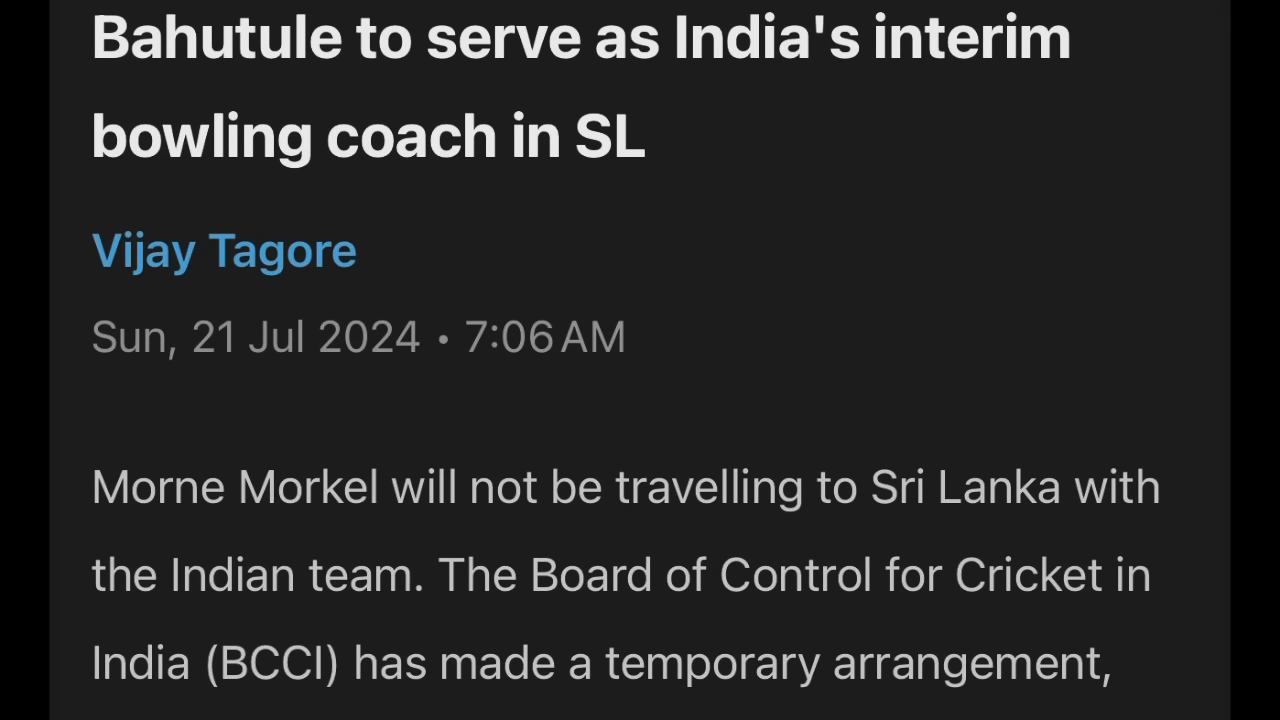 Bahutule to serve as India's interim
bowling coach in SL
Vijay Tagore
Sun, 21 Jul 2024 • 7:06 AM
Morne Morkel will not be travelling to Sri Lanka with
the Indian team. The Board of Control for Cricket in
India (BCCI) has made a temporary arrangement,